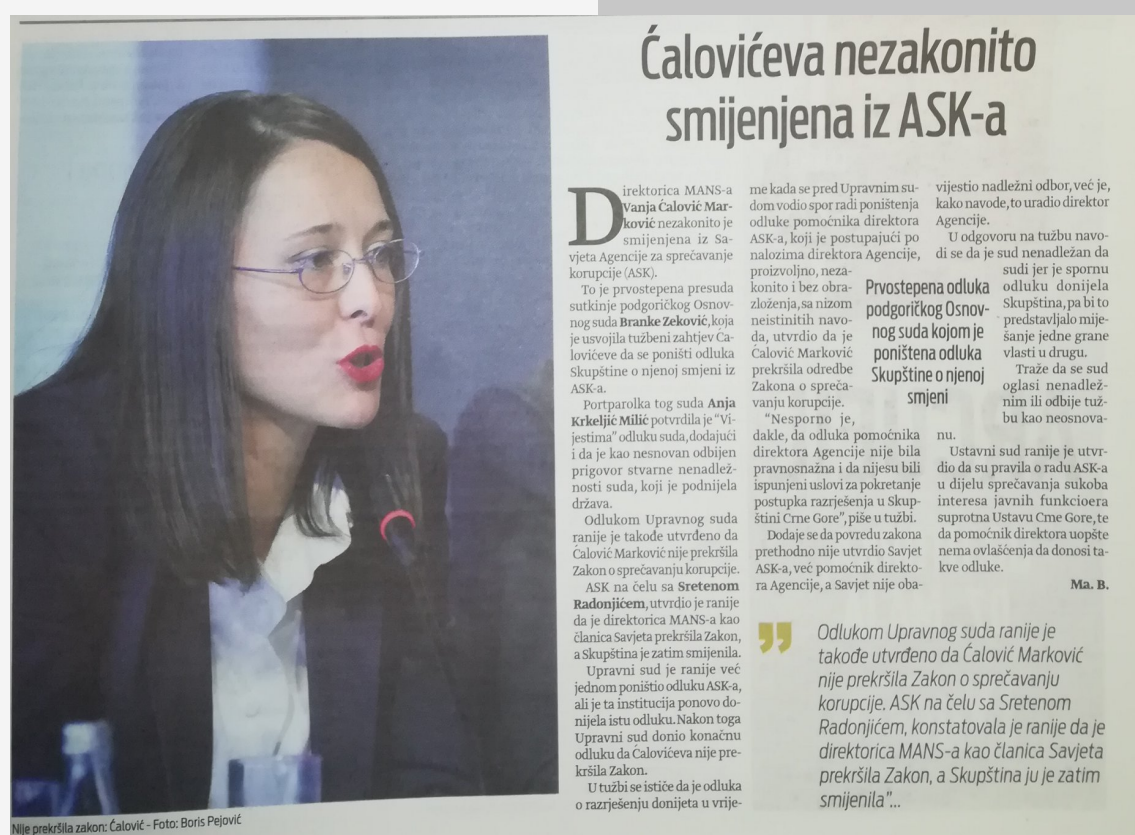 Ćalovićeva nezakonito
smijenjena iz ASK-a
Direktorica MANS-a
Vanja Ćalović Mar-
ković nezakonito je
smijenjena iz Sa-
vjeta Agencije za sprečavanje
korupcije (ASK).
To je prvostepena presuda
sutkinje podgoričkog Osnov-
nog suda Branke Zeković, koja
je usvojila tužbeni zahtjev Ća-
lovićeve da se poništi odluka
Skupštine o njenoj smjeni iz
ASK-a.
Portparolka tog suda Anja
Krkeljić Milić potvrdila je “Vi-
jestima” odluku suda, dodajući
i da je kao nesnovan odbijen
prigovor stvarne nenadlež-
nosti suda, koji je podnijela
država.
Odlukom Upravnog suda
ranije je takođe utvrđeno da
Ćalović Marković nije prekršila
Zakon o sprečavanju korupcije.
ASK na čelu sa Sretenom
Radonjićem, utvrdio je ranije
da je direktorica MANS-a kao
članica Savjeta prekršila Zakon,
a Skupština je zatim smijenila.
Upravni sud je ranije već
jednom poništio odluku ASK-a,
ali je ta institucija ponovo do-
nijela istu odluku. Nakon toga
Upravni sud donio konačnu
odluku da Ćalovićeva nije pre-
kršila Zakon.
U tužbi se ističe da je odluka
o razrješenju donijeta u vrije-
me kada se pred Upravnim su-
dom vodio spor radi poništenja
odluke pomoćnika direktora
ASK-a, koji je postupajući po
nalozima direktora Agencije,
proizvoljno, neza-
konito i bez obra-
zloženja, sa nizom
neistinitih navo-
da, utvrdio da je
Ćalović Marković
prekršila odredbe
Zakona o spreča-
vanju korupcije.
“Nesporno je,
dakle, da odluka pomoćnika
direktora Agencije nije bila
pravnosnažna i da nijesu bili
ispunjeni uslovi za pokretanje
postupka razrješenja u Skup-
štini Crne Gore”, piše u tužbi.
Dodaje se da povredu zakona
prethodno nije utvrdio Savjet
ASK-a, već pomoćnik direkto-
ra Agencije, a Savjet nije oba-
vijestio nadležni odbor, već je,
kako navode, to uradio direktor
Agencije.
U odgovoru na tužbu navo-
di se da je sud nenadležan da
sudi jer je spornu
odluku donijela
Skupština, pa bi to
predstavljalo mije-
šanje jedne grane
vlasti u drugu.
Traže da se sud
oglasi nenadlež-
nim ili odbije tuž-
bu kao neosnova-
nu.
Ustavni sud ranije je utvr-
dio da su pravila o radu ASK-a
u dijelu sprečavanja sukoba
interesa javnih funkcioera
suprotna Ustavu Crne Gore, te
da pomoćnik direktora uopšte
nema ovlašćenja da donosi ta-
kve odluke.
Ma. B.
Prvostepena odluka
podgoričkog Osnov-
nog suda kojom je
poništena odluka
Skupštine o njenoj
smjeni
Odlukom Upravnog suda ranije je
takođe utvrđeno da Ćalović Marković
nije prekršila Zakon o sprečavanju
korupcije. ASK na čelu sa Sretenom
Radonjićem, konstatovala je ranije da je
direktorica MANS-a kao članica Savjeta
prekršila Zakon, a Skupština ju je zatim
smijenila”...
Nije prekršila zakon: Ćalović - Foto: Boris Pejović